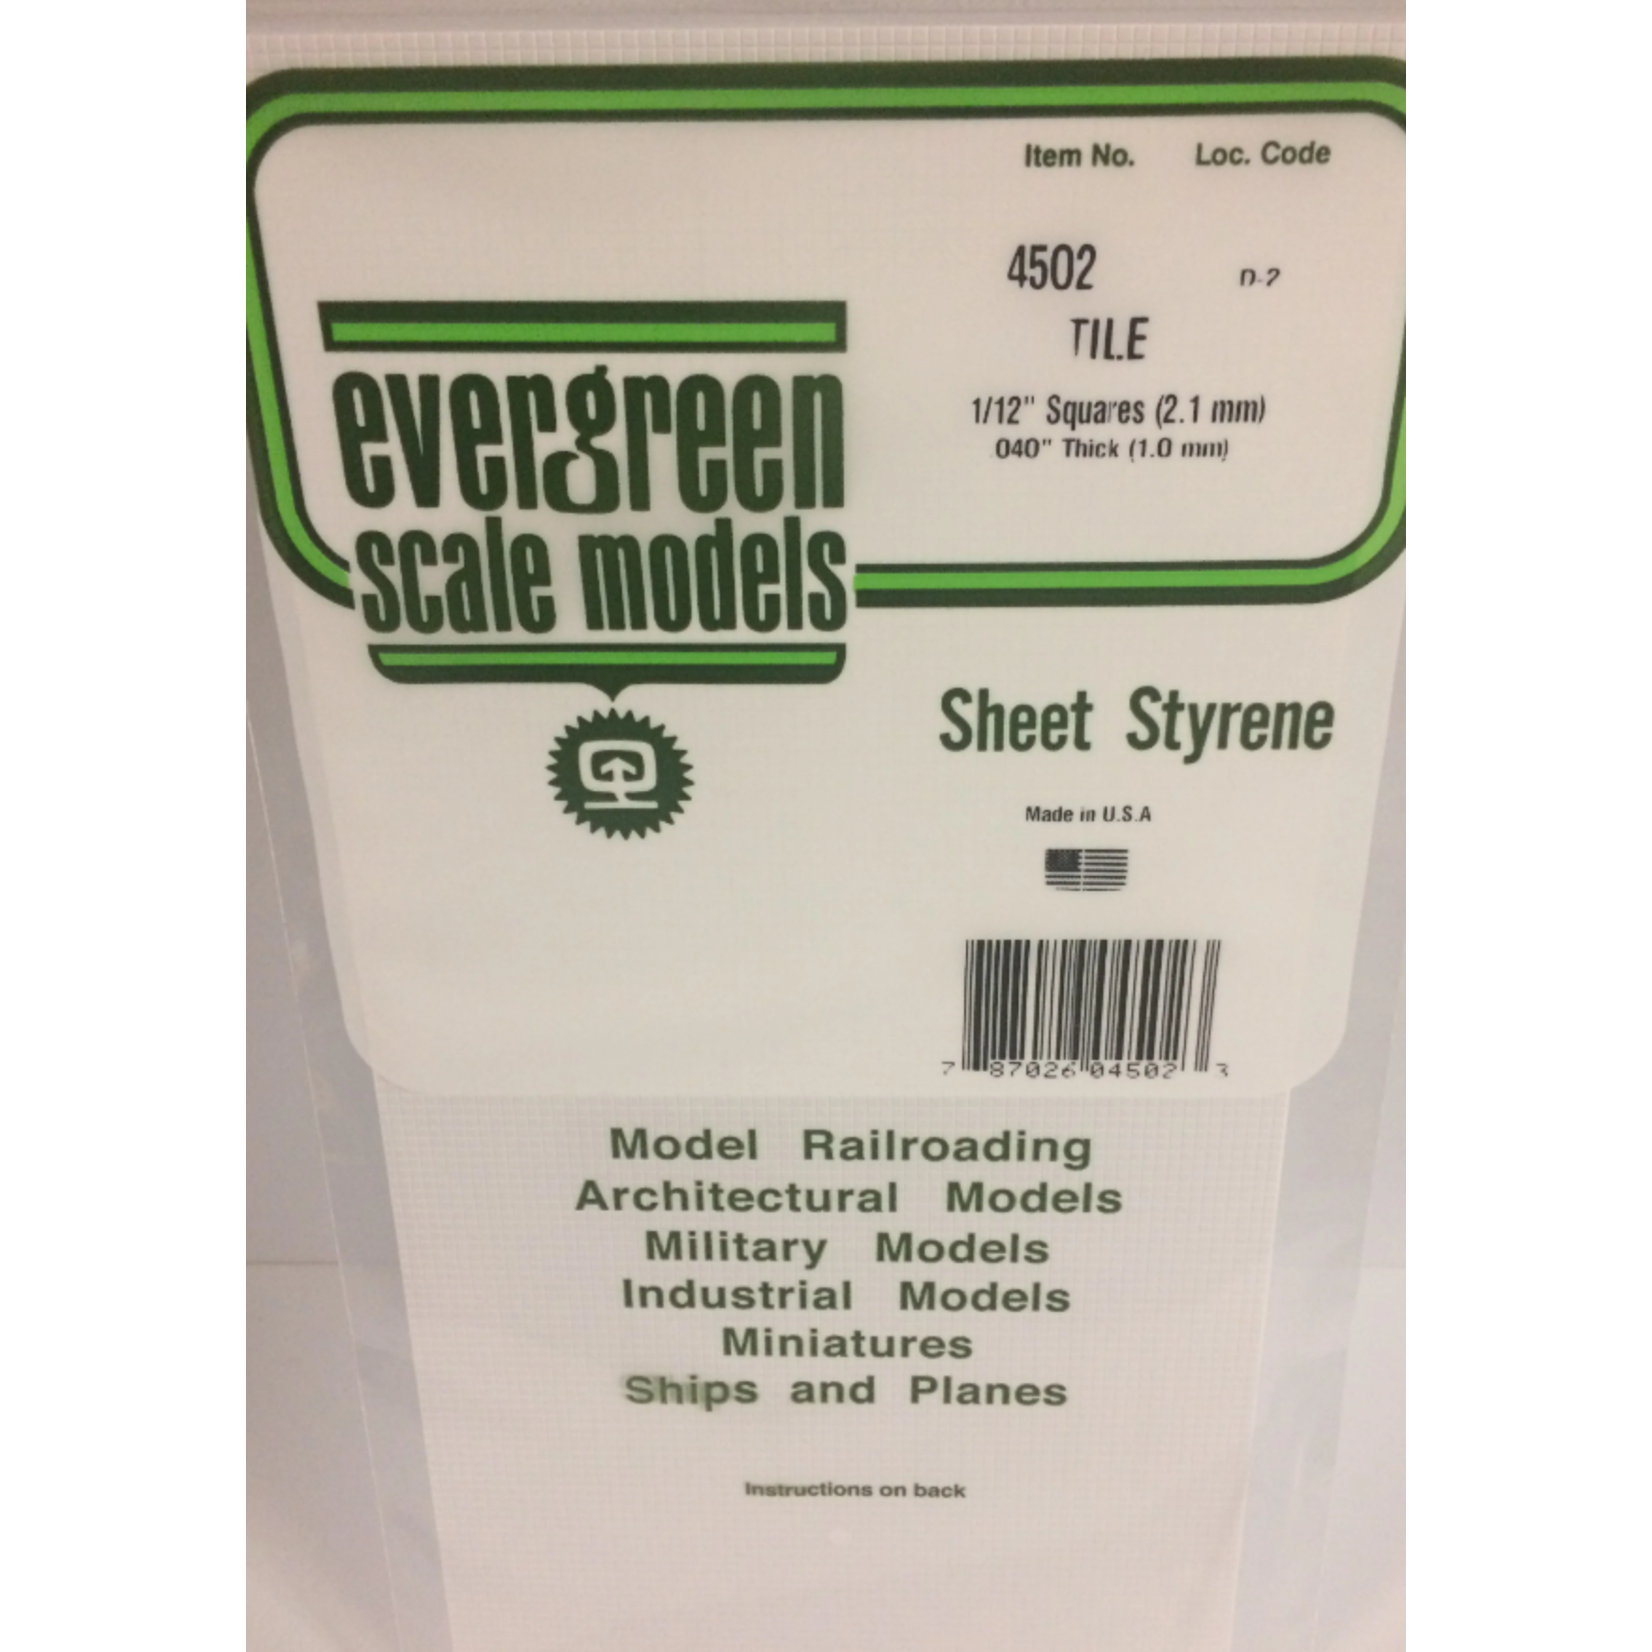 Item No. Loc. Code
4502 D-2
TILE
1/12" Squares (2.1 mm)
.040" Thick (1.0 mm)
evergreen
scale models
Sheet Styrene
Made in U.S.A
7 87026 04502 3
Model Railroading
Architectural Models
Military Models
Industrial Models
Miniatures
Ships and Planes
Instructions on back